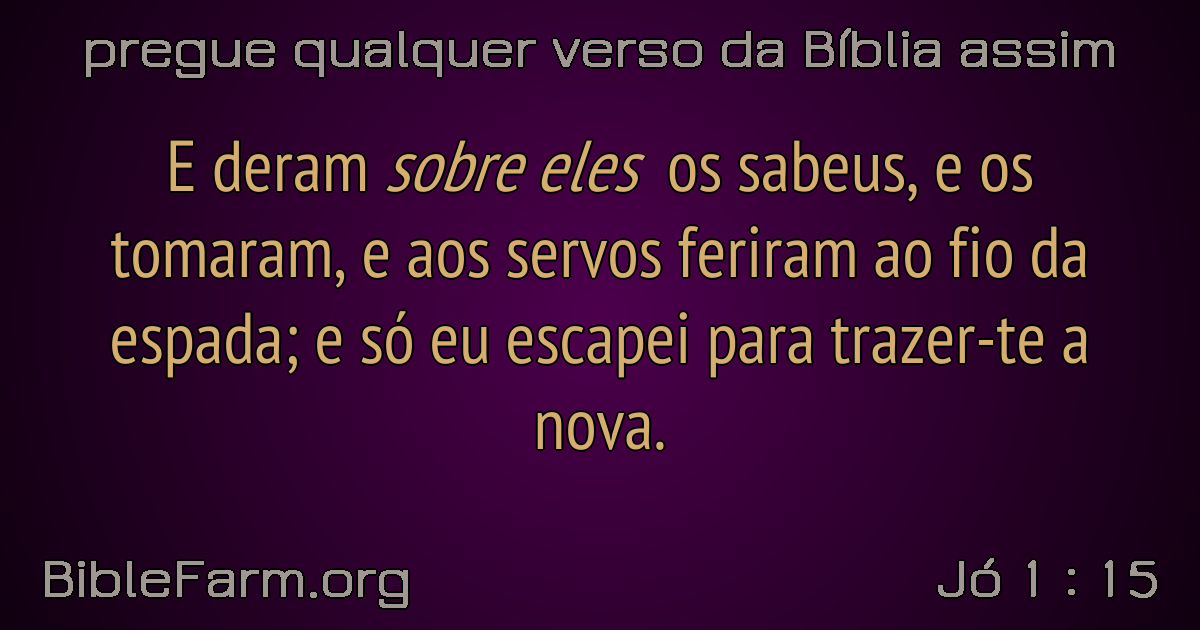 pregue qualquer verso da Bíblia assim
E deram sobre eles os sabeus, e os
tomaram, e aos servos feriram ao fio da
espada; e só eu escapei para trazer-te a
nova.
BibleFarm.org
Jó 1 : 15